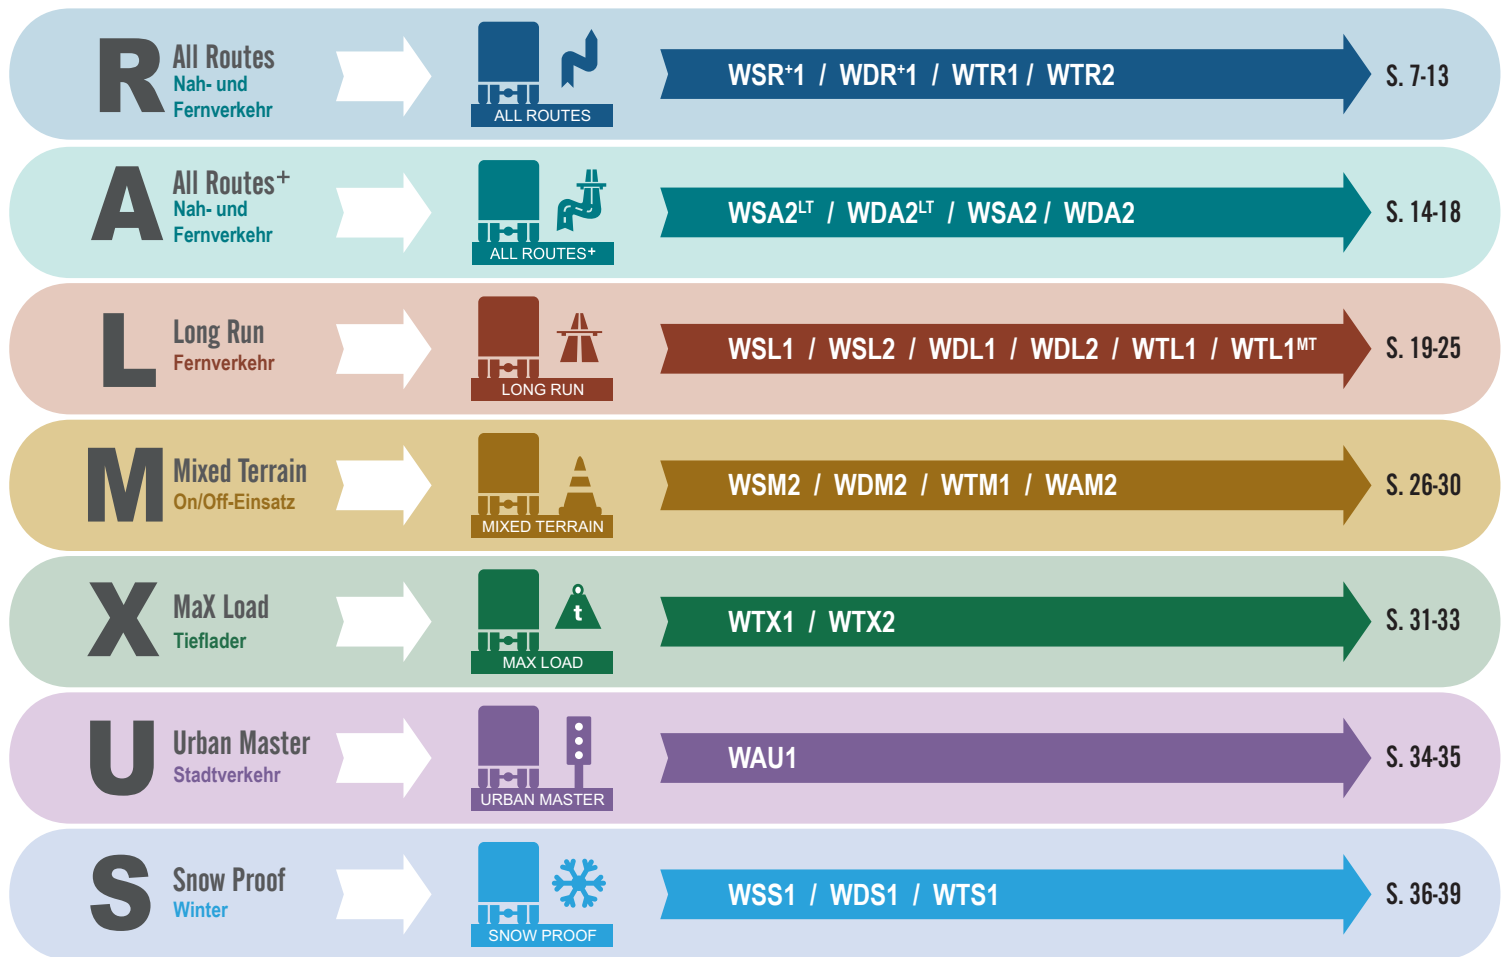 R
All Routes
Nah- und
Fernverkehr
ALL ROUTES
WSR⁺1 / WDR⁺1 / WTR1 / WTR2
S. 7-13
A
All Routes⁺
Nah- und
Fernverkehr
ALL ROUTES⁺
WSA2ᴸᵀ / WDA2ᴸᵀ / WSA2 / WDA2
S. 14-18
L
Long Run
Fernverkehr
LONG RUN
WSL1 / WSL2 / WDL1 / WDL2 / WTL1 / WTL1ᴹᵀ
S. 19-25
M
Mixed Terrain
On/Off-Einsatz
MIXED TERRAIN
WSM2 / WDM2 / WTM1 / WAM2
S. 26-30
X
MaX Load
Tieflader
t
MAX LOAD
WTX1 / WTX2
S. 31-33
U
Urban Master
Stadtverkehr
URBAN MASTER
WAU1
S. 34-35
S
Snow Proof
Winter
SNOW PROOF
WSS1 / WDS1 / WTS1
S. 36-39